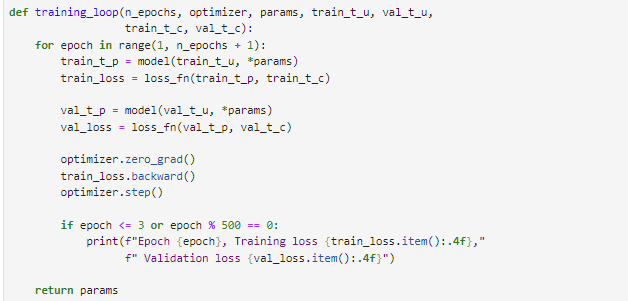 def training_loop(n_epochs, optimizer, params, train_t_u, val_t_u,
                  train_t_c, val_t_c):
    for epoch in range(1, n_epochs + 1):
        train_t_p = model(train_t_u, *params)
        train_loss = loss_fn(train_t_p, train_t_c)

        val_t_p = model(val_t_u, *params)
        val_loss = loss_fn(val_t_p, val_t_c)

        optimizer.zero_grad()
        train_loss.backward()
        optimizer.step()

        if epoch <= 3 or epoch % 500 == 0:
            print(f"Epoch {epoch}, Training loss {train_loss.item():.4f},"
                  f" Validation loss {val_loss.item():.4f}")

    return params